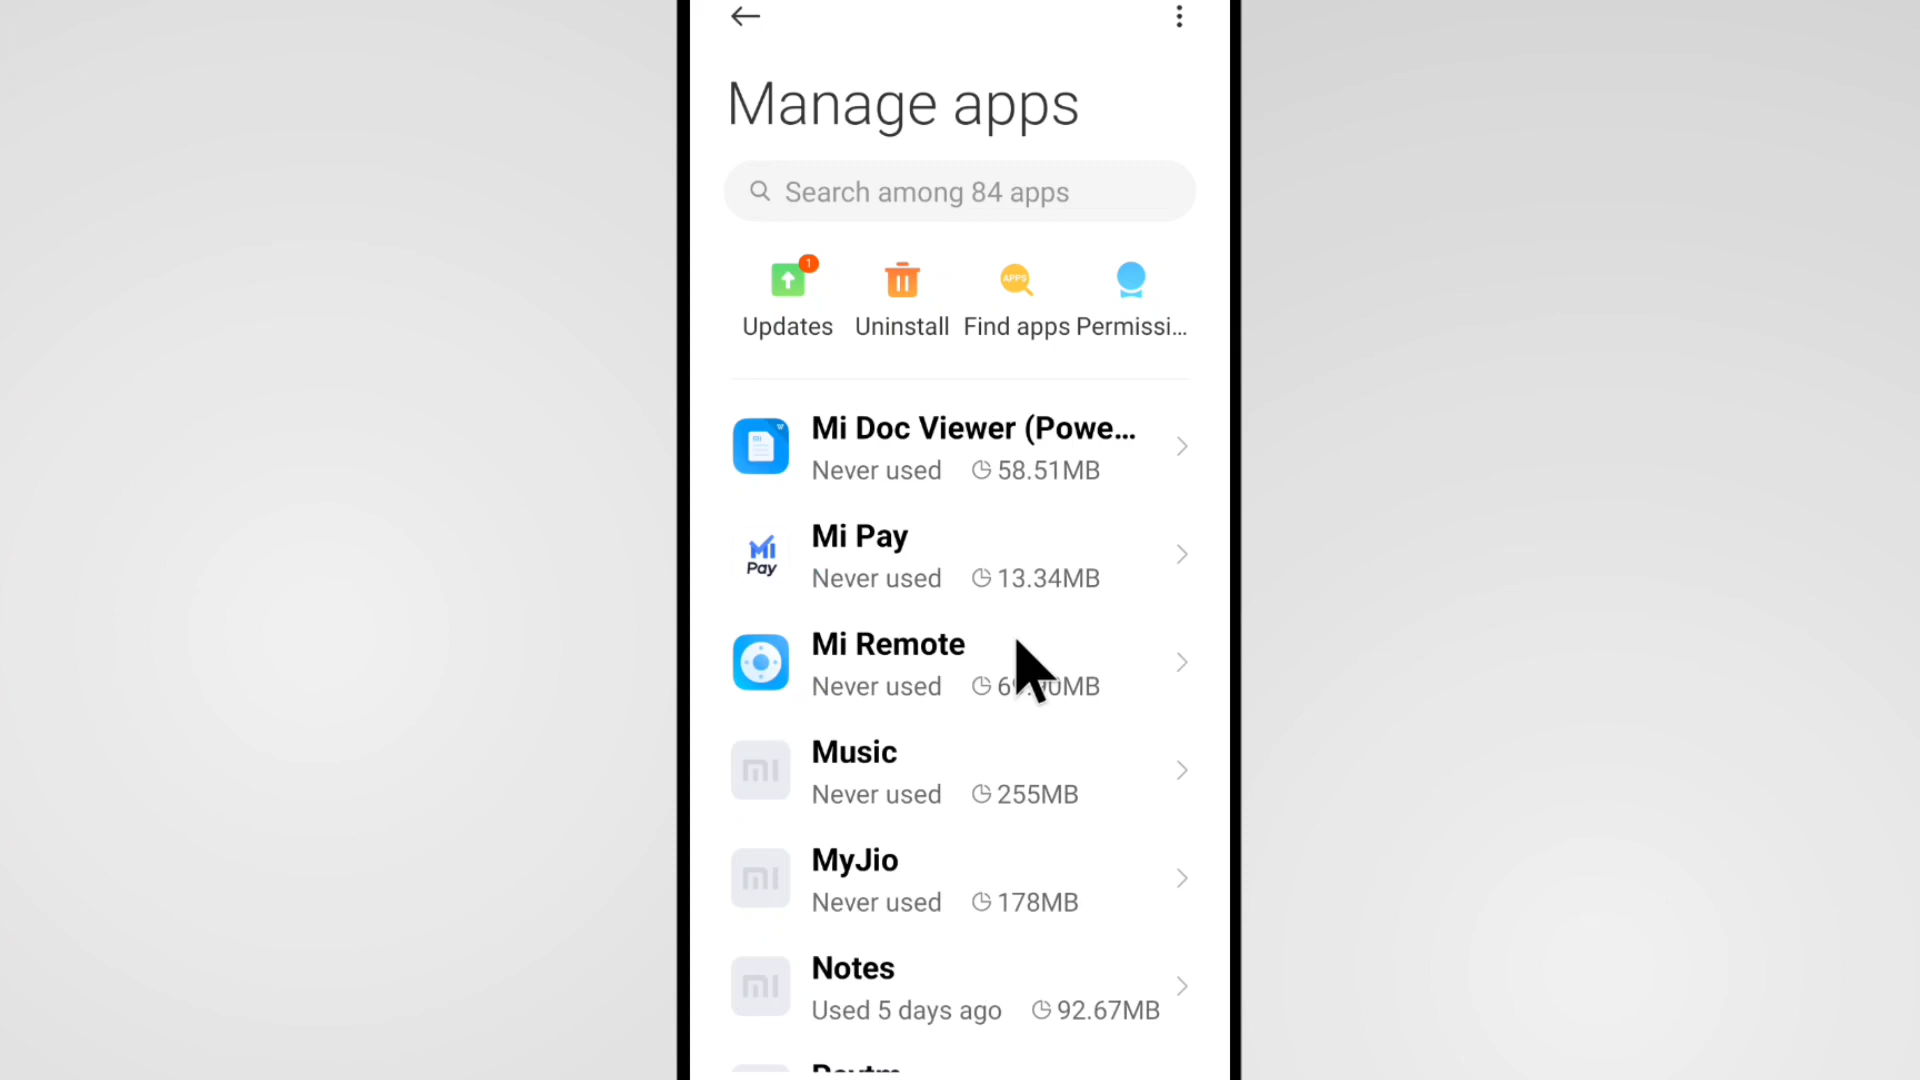 Manage apps
Search among 84 apps
1
APPS
Updates Uninstall Find apps Permissi...
Mi Doc Viewer (Powe...
Never used 58.51MB
Mi Pay
Never used 13.34MB
Mi Remote
Never used
Music
Never used 255MB
MyJio
Never used 178MB
Notes
Used 5 days ago 92.67MB